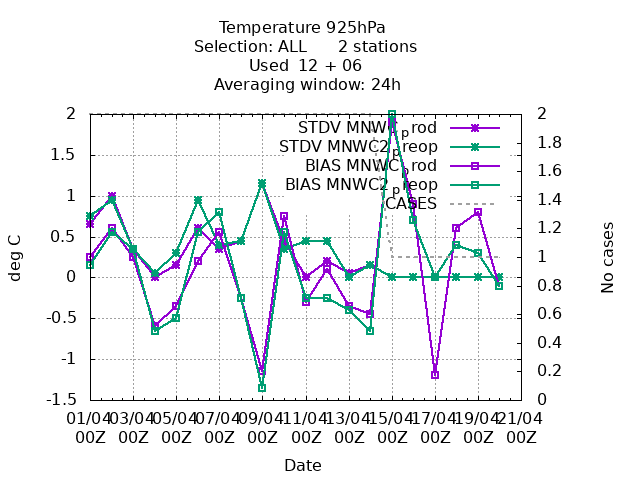 Temperature 925hPa
Selection: ALL 2 stations
Used 12 + 06
Averaging window: 24h
STDV MNWC_prod
STDV MNWC2_preop
BIAS MNWC_prod
BIAS MNWC2_preop
CASES
2
1.5
1
0.5
0
-0.5
-1
-1.5
deg C
2
1.8
1.6
1.4
1.2
1
0.8
0.6
0.4
0.2
0
No cases
01/04 03/04 05/04 07/04 09/04 11/04 13/04 15/04 17/04 19/04 21/04
00Z 00Z 00Z 00Z 00Z 00Z 00Z 00Z 00Z 00Z 00Z
Date